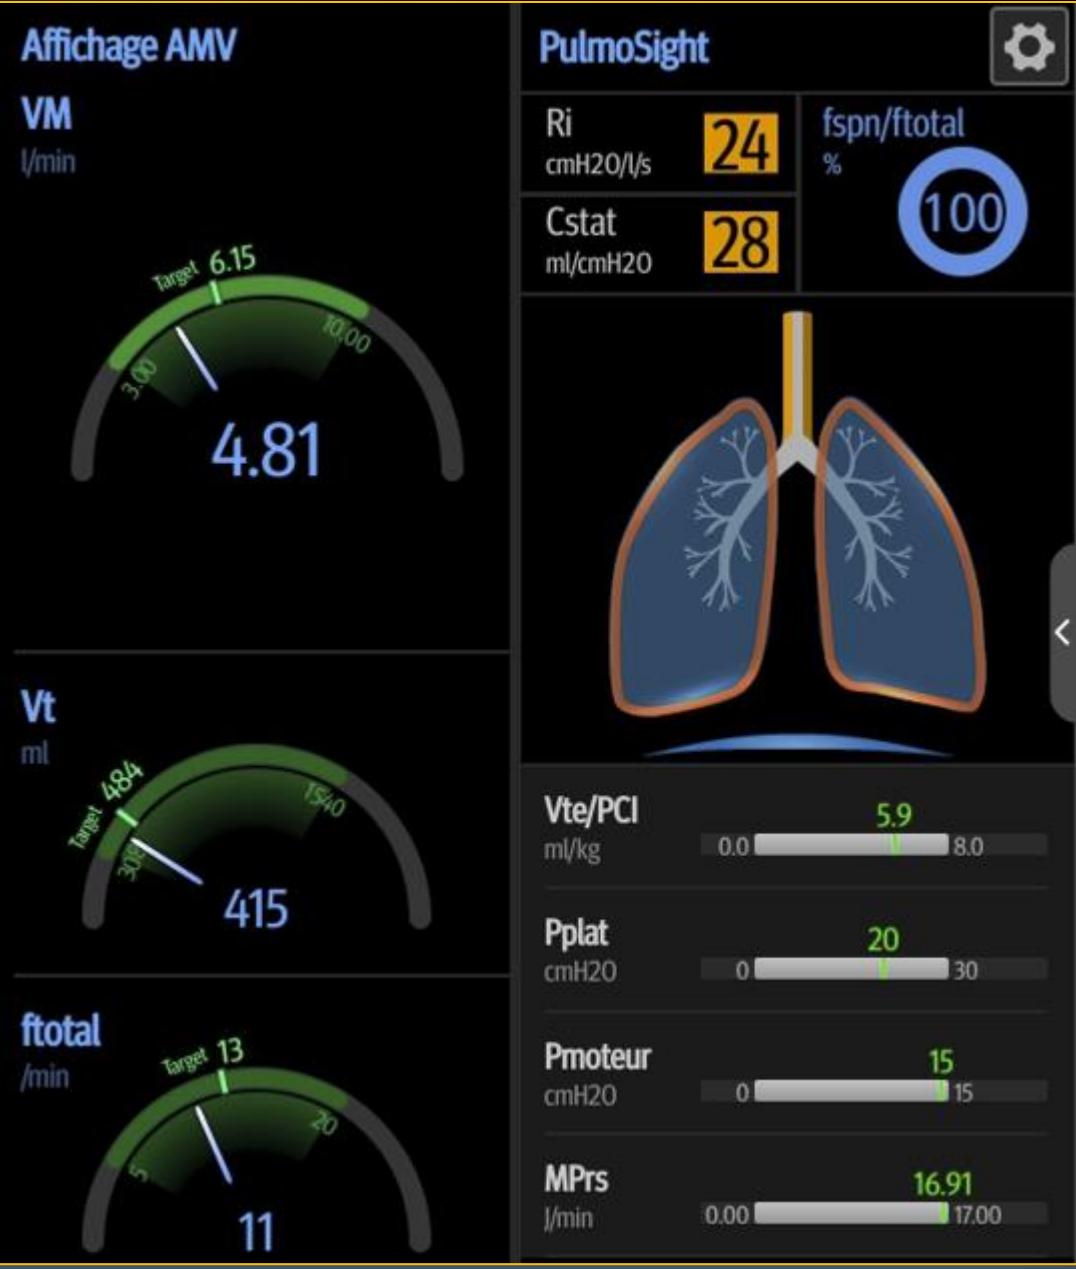 Affichage AMV
VM
l/min
Target 6.15
3.00
10.00
4.81
Vt
ml
Target 484
308
1540
415
ftotal
/min
Target 13
5
20
11
PulmoSight
Ri
cmH2O/l/s
24
Cstat
ml/cmH2O
28
fspn/ftotal
%
100
Vte/PCI
ml/kg
5.9
0.0
8.0
Pplat
cmH2O
20
0
30
Pmoteur
cmH2O
15
0
15
MPrs
J/min
16.91
0.00
17.00